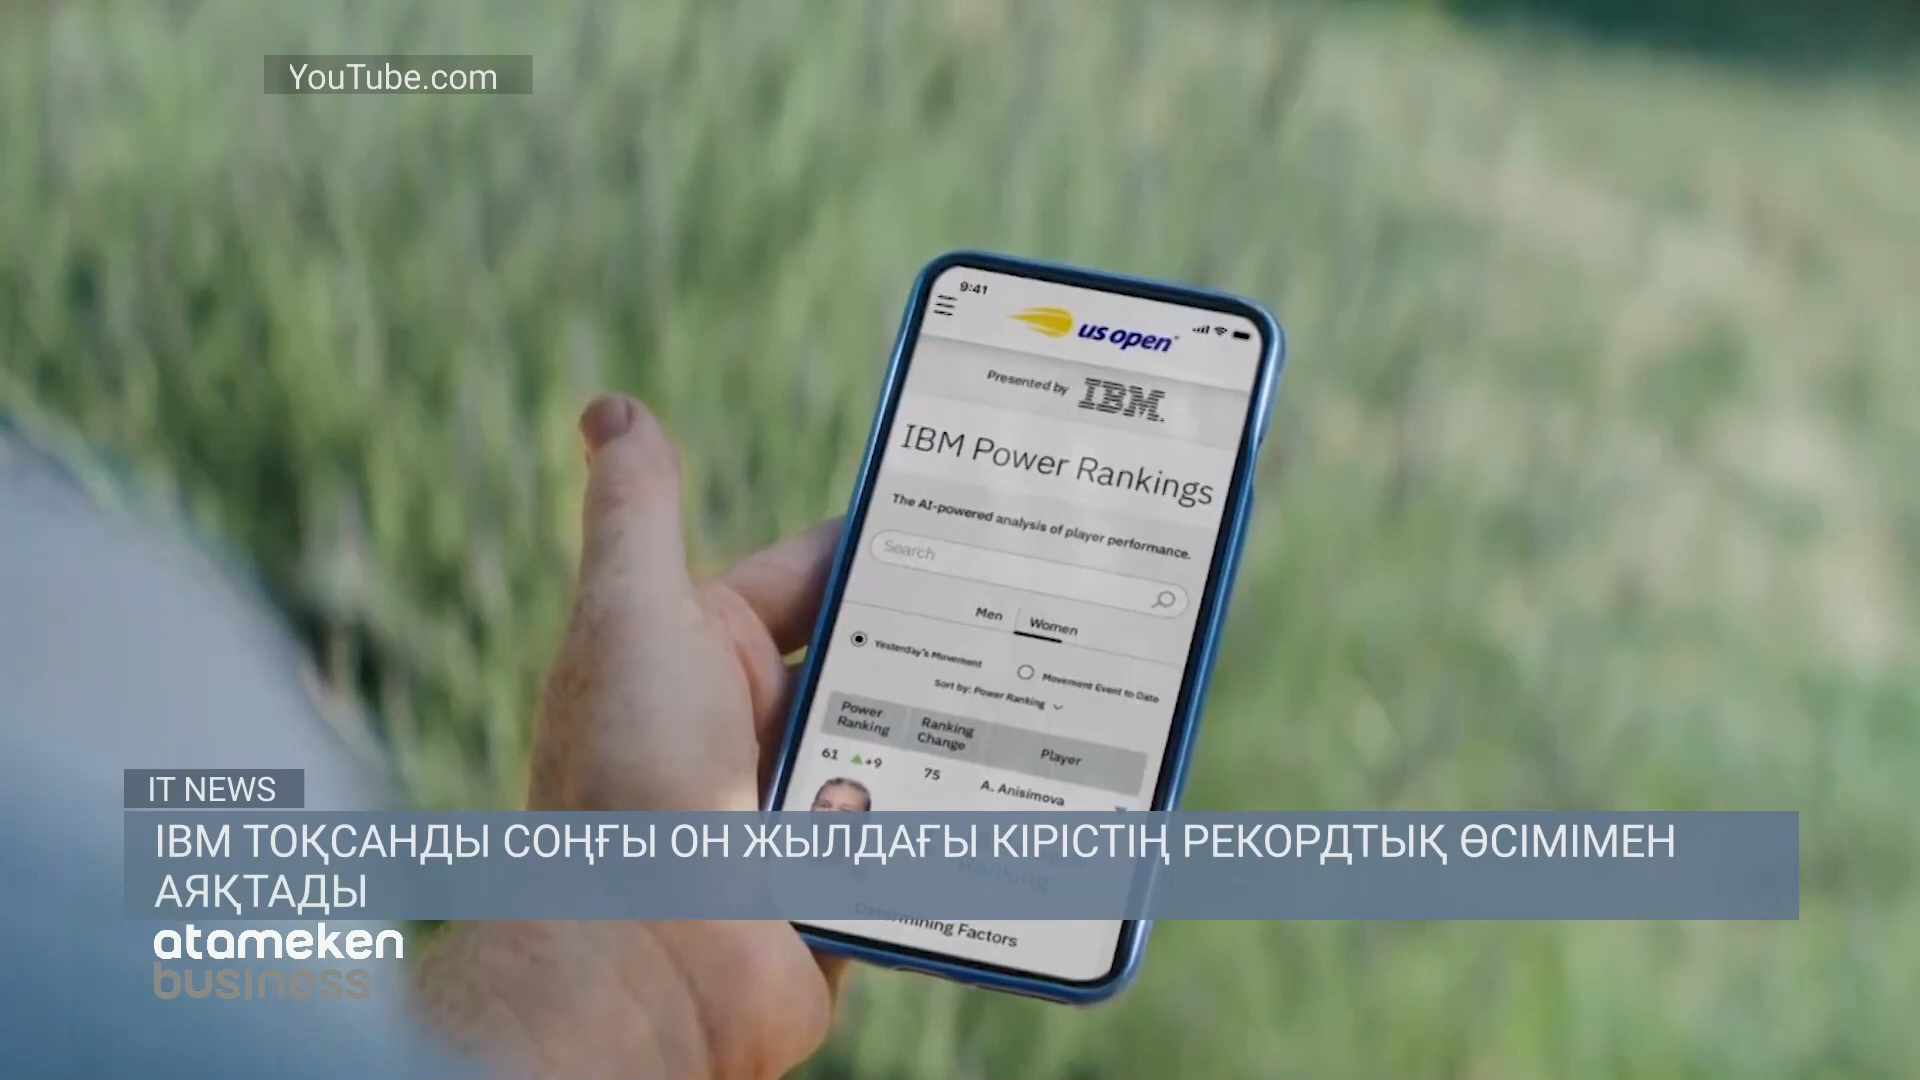 YouTube.com
9:41
us open
Presented by IBM
IBM Power Rankings
The AI-powered analysis of player performance.
Search
Men Women
Yesterday's Movement Movement Event to Date
Sort by: Power Ranking
Power Ranking Ranking Change Player
61 +9 75 A. Anisimova
Determining Factors
IT NEWS
IBM ТОҚСАНДЫ СОҢҒЫ ОН ЖЫЛДАҒЫ КІРІСТІҢ РЕКОРДТЫҚ ӨСІМІМЕН
АЯҚТАДЫ
atameken
business